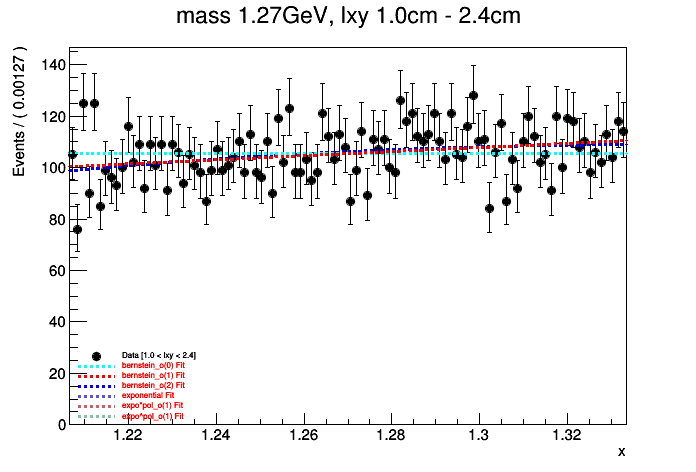 mass 1.27GeV, lxy 1.0cm - 2.4cm
Events / ( 0.00127 )
140
120
100
80
60
40
20
0
Data [1.0 < lxy < 2.4]
bernstein_o(0) Fit
bernstein_o(1) Fit
bernstein_o(2) Fit
exponential Fit
expo*pol_o(1) Fit
expo*pol_o(1) Fit
1.22 1.24 1.26 1.28 1.3 1.32
x